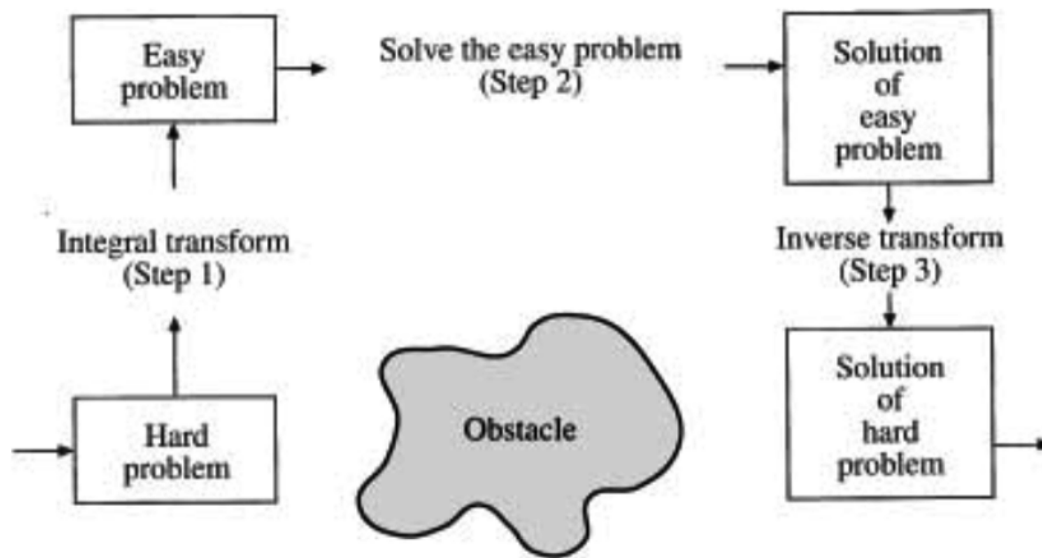 Easy
problem
Solve the easy problem
(Step 2)
Solution
of
easy
problem
Integral transform
(Step 1)
Inverse transform
(Step 3)
Hard
problem
Obstacle
Solution
of
hard
problem